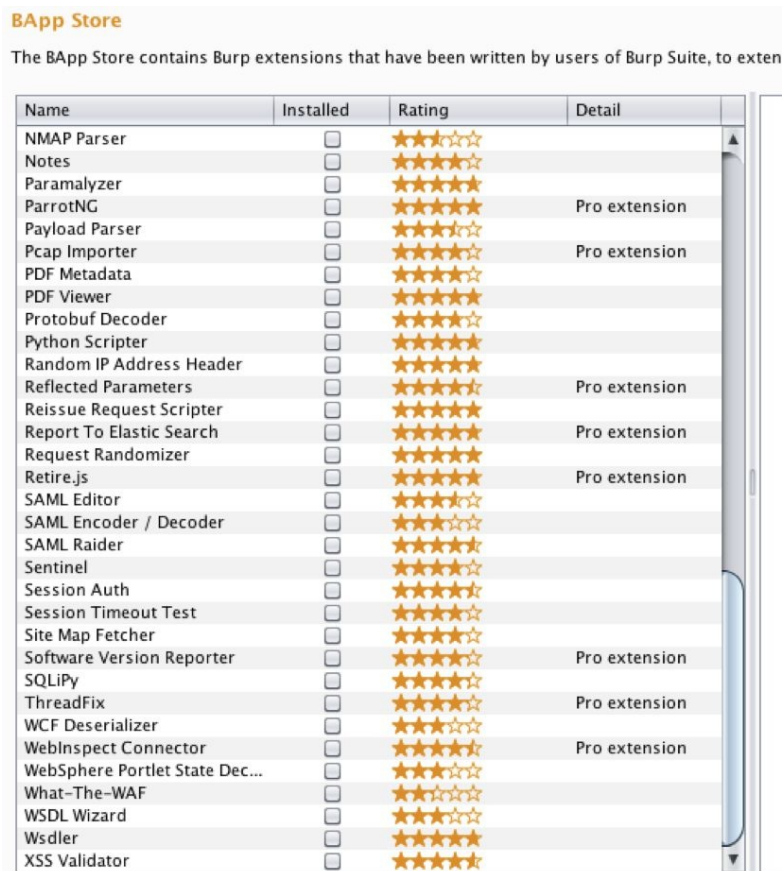 BApp Store
The BApp Store contains Burp extensions that have been written by users of Burp Suite, to exten
Name Installed Rating Detail
NMAP Parser
Notes
Paramalyzer
ParrotNG Pro extension
Payload Parser
Pcap Importer Pro extension
PDF Metadata
PDF Viewer
Protobuf Decoder
Python Scripter
Random IP Address Header
Reflected Parameters Pro extension
Reissue Request Scripter
Report To Elastic Search Pro extension
Request Randomizer
Retire.js Pro extension
SAML Editor
SAML Encoder / Decoder
SAML Raider
Sentinel
Session Auth
Session Timeout Test
Site Map Fetcher
Software Version Reporter Pro extension
SQLiPy
ThreadFix Pro extension
WCF Deserializer
WebInspect Connector Pro extension
WebSphere Portlet State Dec...
What-The-WAF
WSDL Wizard
Wsdler
XSS Validator